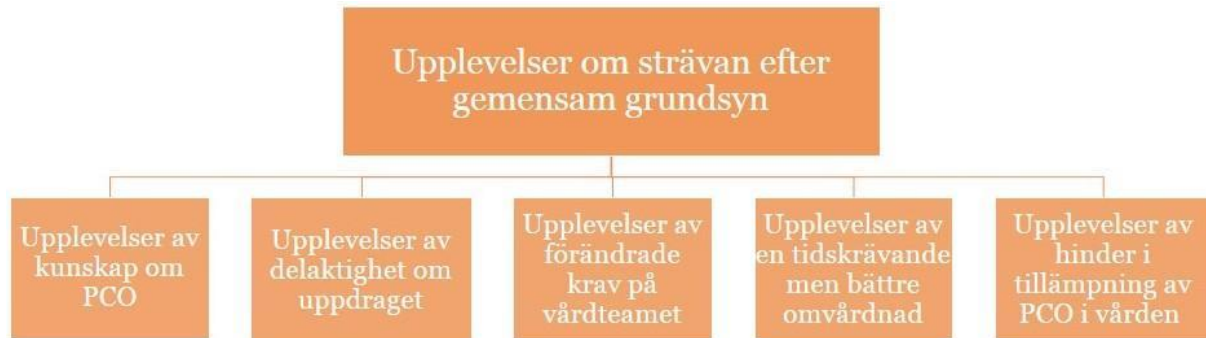 Upplevelser om strävan efter
gemensam grundsyn
Upplevelser av
kunskap om
PCO
Upplevelser av
delaktighet om
uppdraget
Upplevelser av
förändrade
krav på
vårdteamet
Upplevelser av
en tidskrävande
men bättre
omvårdnad
Upplevelser av
hinder i
tillämpning av
PCO i vården